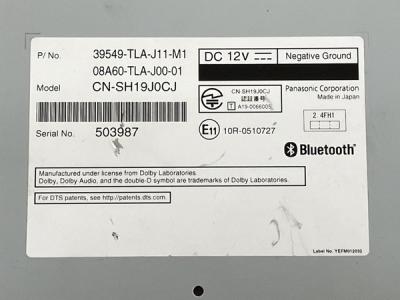 P/ No. 39549-TLA-J11-M1
08A60-TLA-J00-01
Model CN-SH19J0CJ
Serial No. 503987
DC 12V Negative Ground
CN-SH19J0CJ
認証番号
T A19-0066005
Panasonic Corporation
Made in Japan
2.4FH1
E11 10R-0510727
Bluetooth®
Manufactured under license from Dolby Laboratories.
Dolby, Dolby Audio, and the double-D symbol are trademarks of Dolby Laboratories.
For DTS patents, see http://patents.dts.com.
Label No. YEFM012032